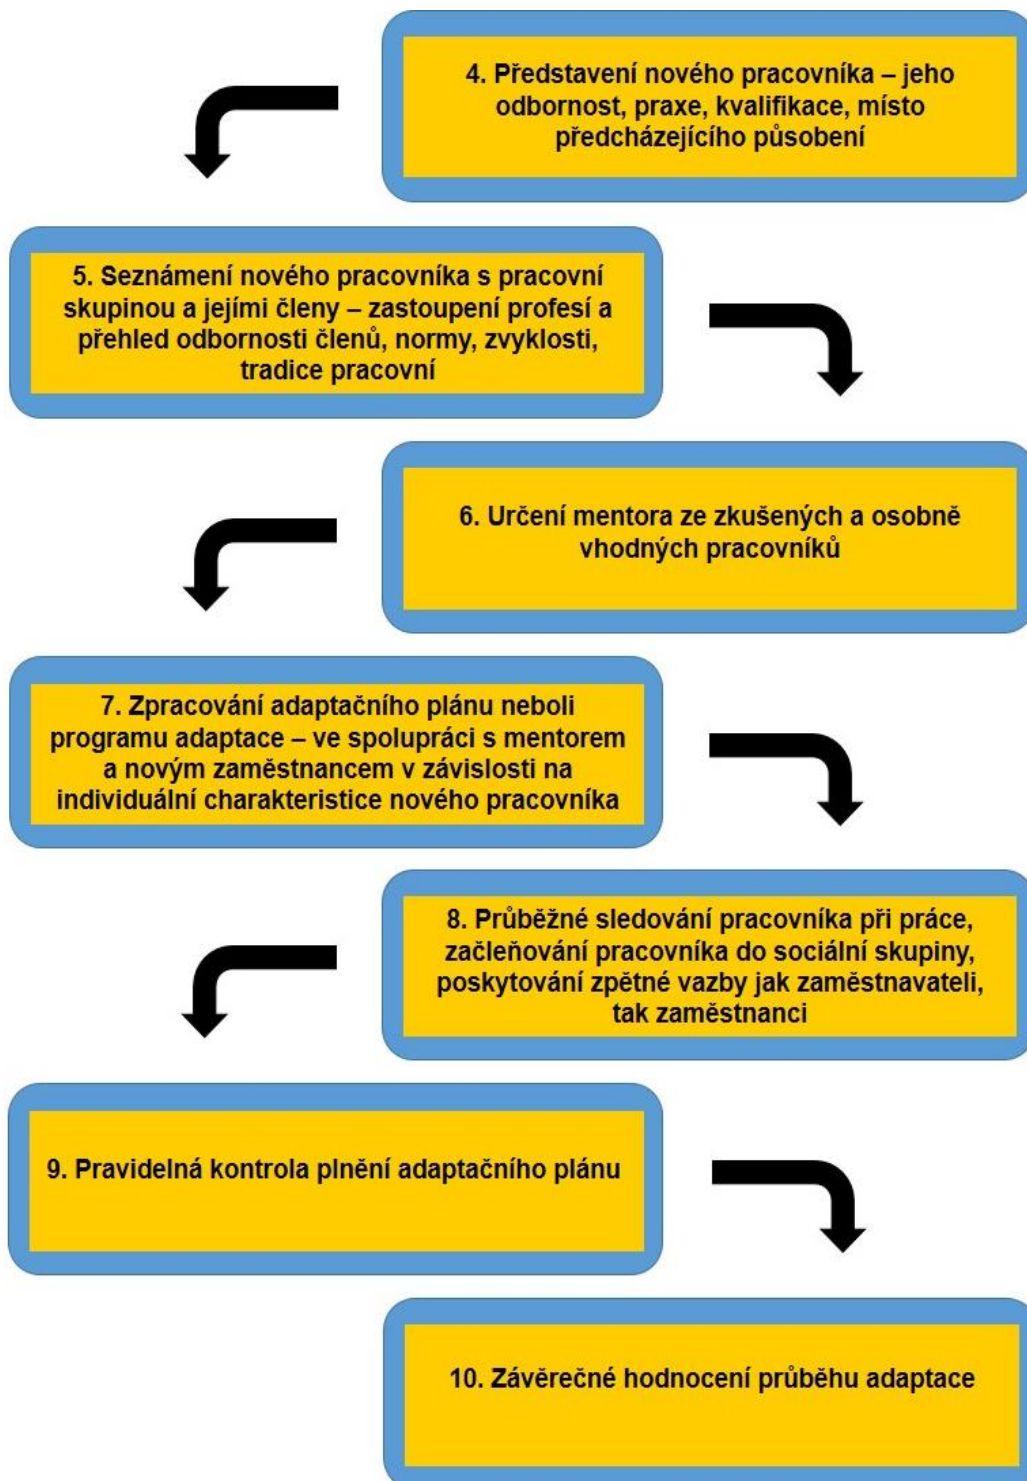 4. Představení nového pracovníka – jeho
odbornost, praxe, kvalifikace, místo
předcházejícího působení
5. Seznámení nového pracovníka s pracovní
skupinou a jejími členy – zastoupení profesí a
přehled odbornosti členů, normy, zvyklosti,
tradice pracovní
6. Určení mentora ze zkušených a osobně
vhodných pracovníků
7. Zpracování adaptačního plánu neboli
programu adaptace – ve spolupráci s mentorem
a novým zaměstnancem v závislosti na
individuální charakteristice nového pracovníka
8. Průběžné sledování pracovníka při práce,
začleňování pracovníka do sociální skupiny,
poskytování zpětné vazby jak zaměstnavateli,
tak zaměstnanci
9. Pravidelná kontrola plnění adaptačního plánu
10. Závěrečné hodnocení průběhu adaptace